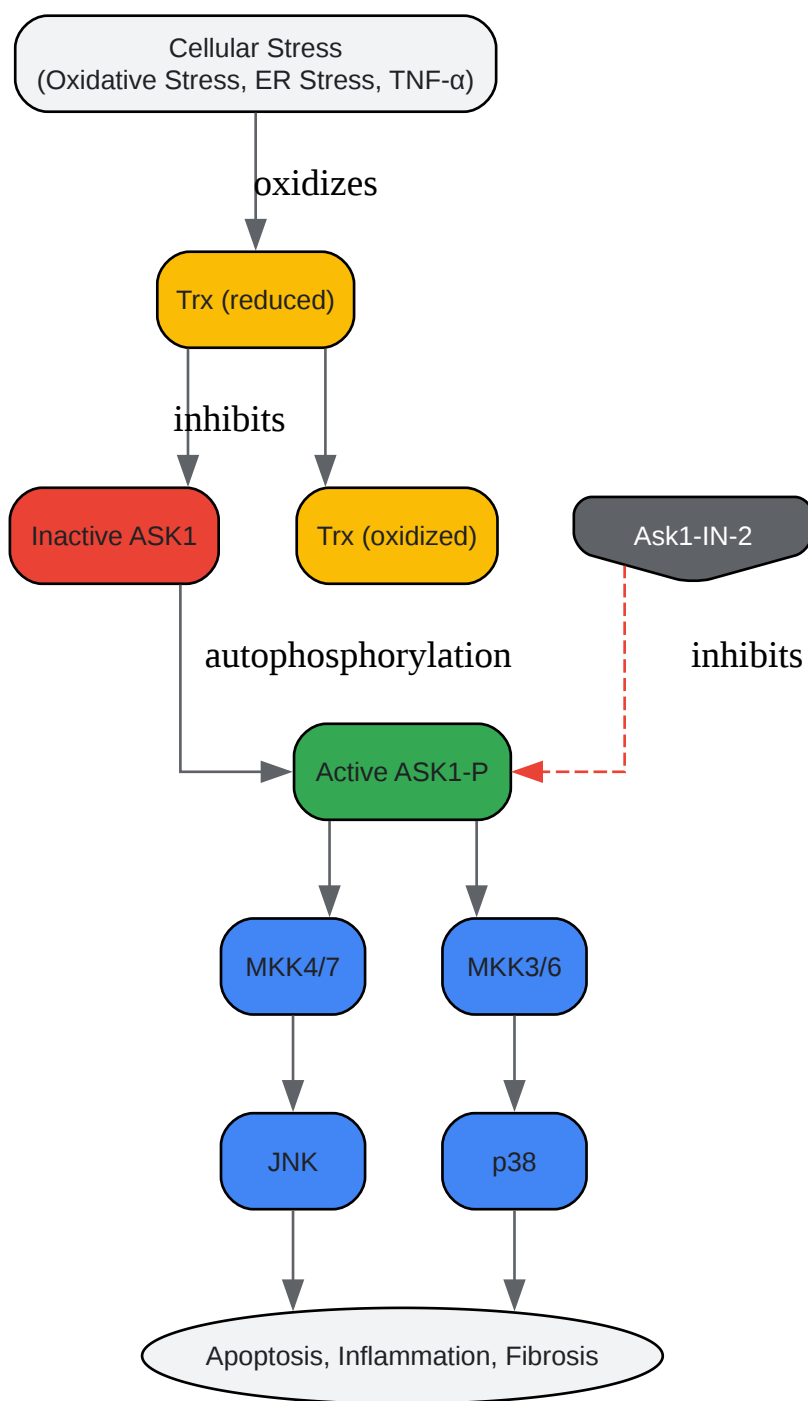 Cellular Stress
(Oxidative Stress, ER Stress, TNF-α)
oxidizes
Trx (reduced)
inhibits
Inactive ASK1
Trx (oxidized)
Ask1-IN-2
autophosphorylation
inhibits
Active ASK1-P
MKK4/7
MKK3/6
JNK
p38
Apoptosis, Inflammation, Fibrosis